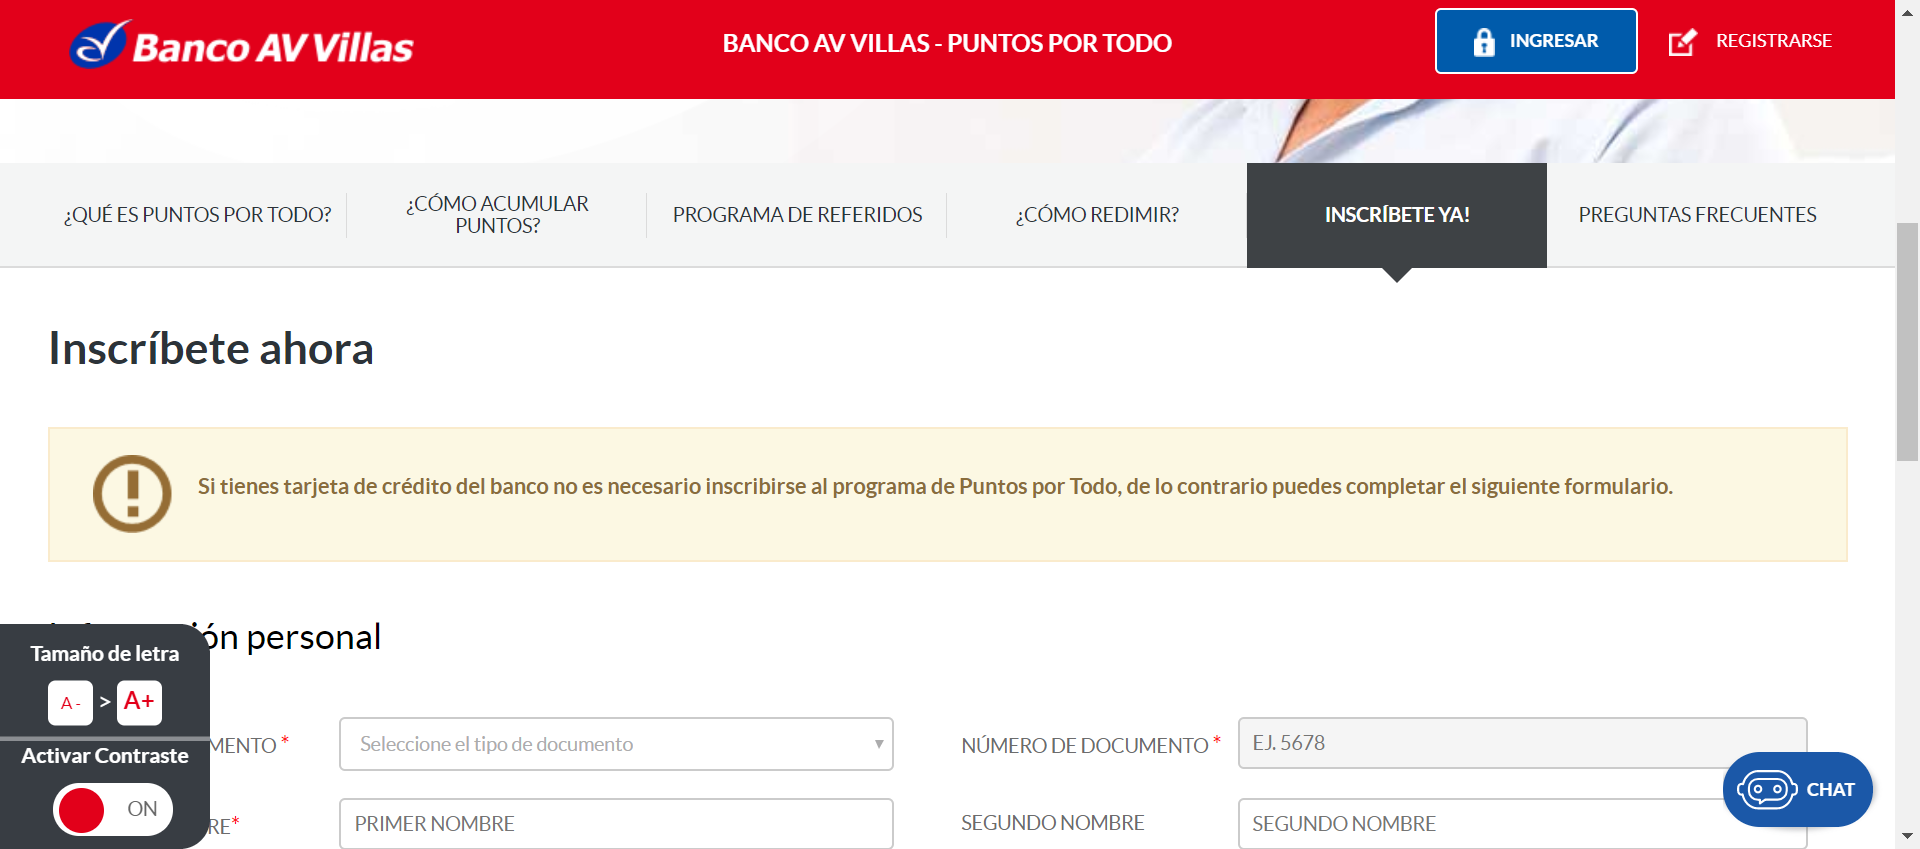 Banco AV Villas
BANCO AV VILLAS - PUNTOS POR TODO
INGRESAR
REGISTRARSE
¿QUÉ ES PUNTOS POR TODO?
¿CÓMO ACUMULAR
PUNTOS?
PROGRAMA DE REFERIDOS
¿CÓMO REDIMIR?
INSCRÍBETE YA!
PREGUNTAS FRECUENTES
Inscríbete ahora
Si tienes tarjeta de crédito del banco no es necesario inscribirse al programa de Puntos por Todo, de lo contrario puedes completar el siguiente formulario.
ón personal
Tamaño de letra
A - > A+
Activar Contraste
ON
MENTO *
Seleccione el tipo de documento
NÚMERO DE DOCUMENTO *
EJ. 5678
RE*
PRIMER NOMBRE
SEGUNDO NOMBRE
SEGUNDO NOMBRE
CHAT